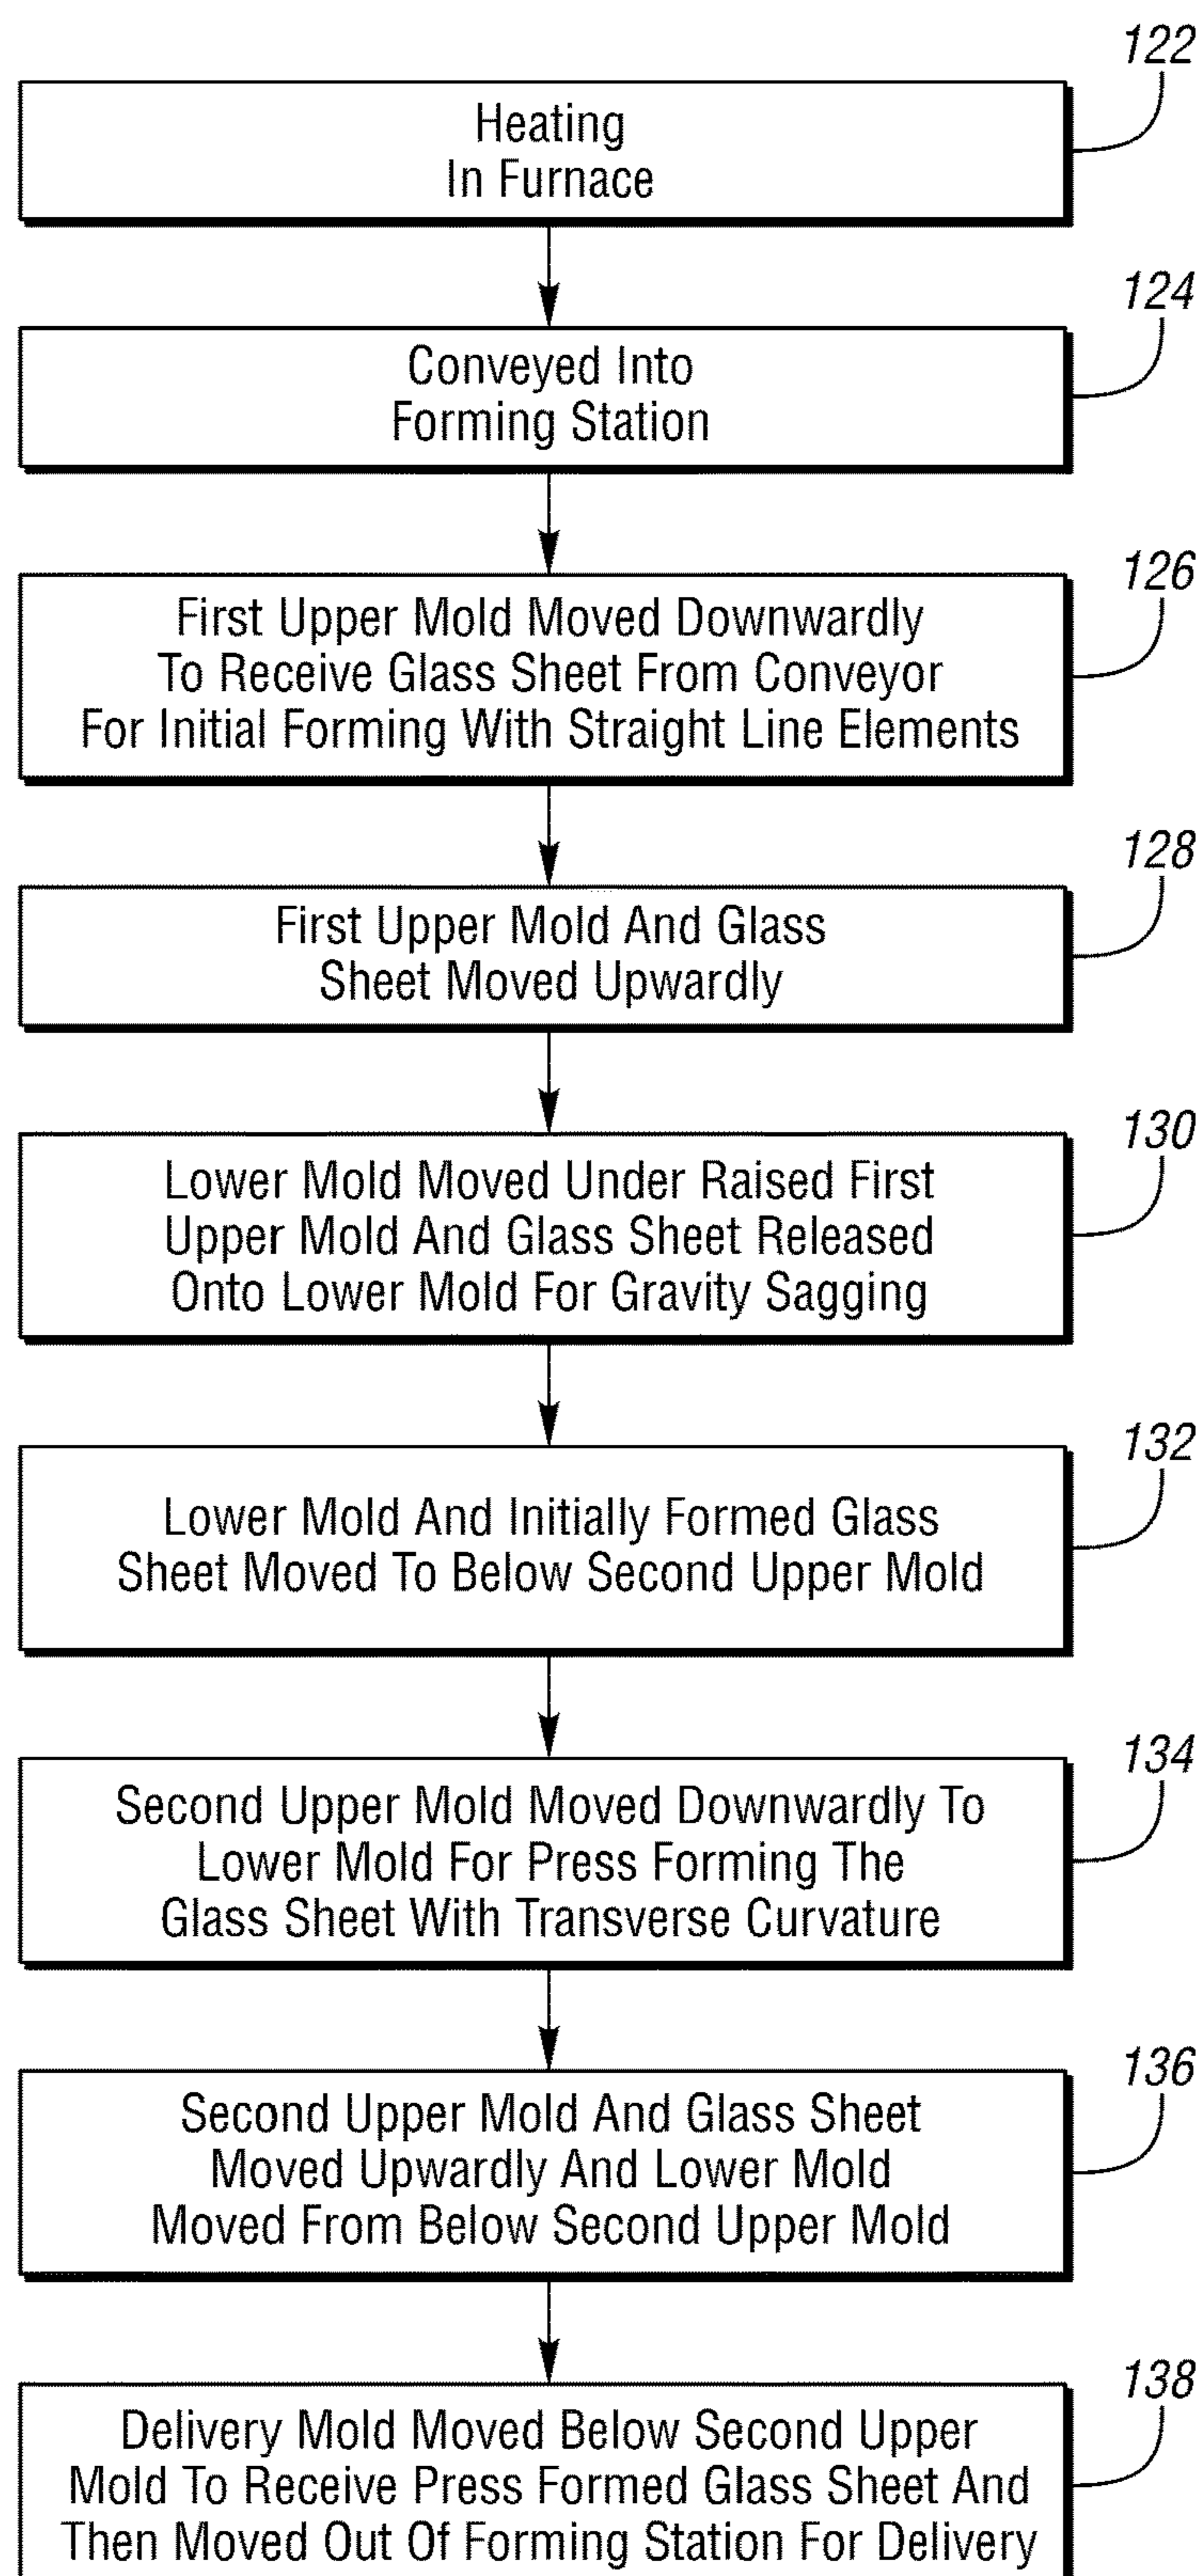 122
Heating
In Furnace
124
Conveyed Into
Forming Station
126
First Upper Mold Moved Downwardly
To Receive Glass Sheet From Conveyor
For Initial Forming With Straight Line Elements
128
First Upper Mold And Glass
Sheet Moved Upwardly
130
Lower Mold Moved Under Raised First
Upper Mold And Glass Sheet Released
Onto Lower Mold For Gravity Sagging
132
Lower Mold And Initially Formed Glass
Sheet Moved To Below Second Upper Mold
134
Second Upper Mold Moved Downwardly To
Lower Mold For Press Forming The
Glass Sheet With Transverse Curvature
136
Second Upper Mold And Glass Sheet
Moved Upwardly And Lower Mold
Moved From Below Second Upper Mold
138
Delivery Mold Moved Below Second Upper
Mold To Receive Press Formed Glass Sheet And
Then Moved Out Of Forming Station For Delivery